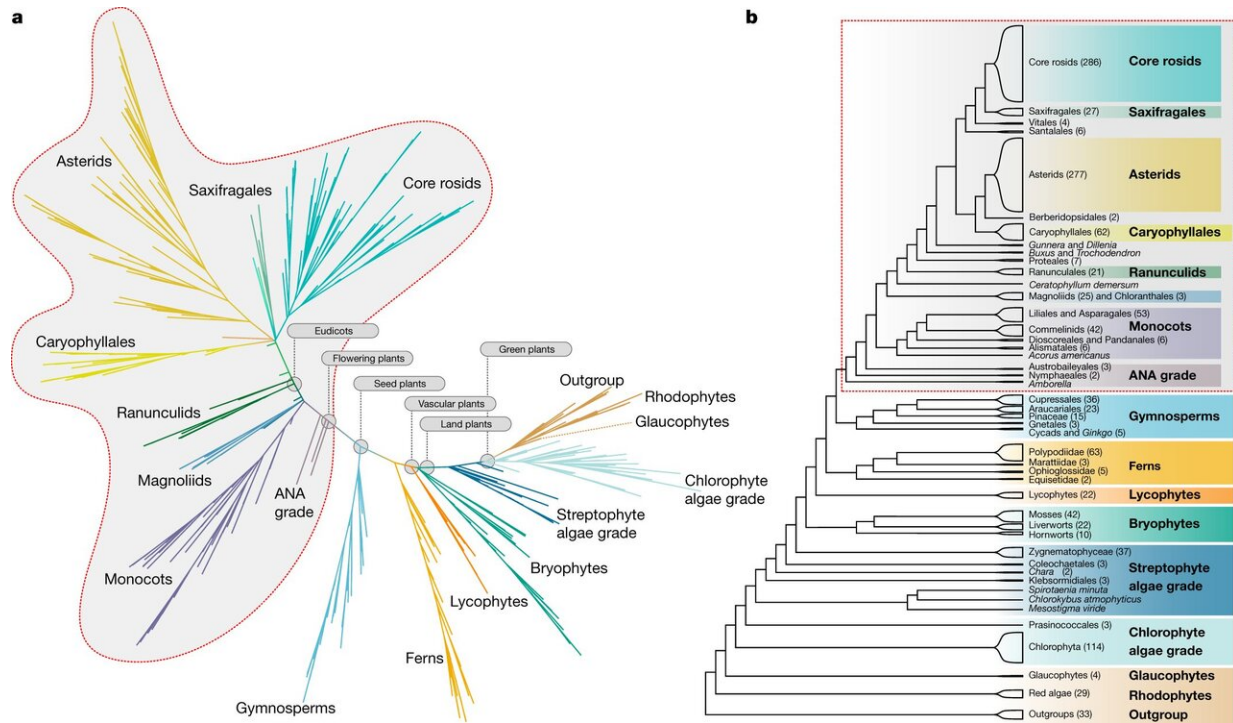 a
Asterids
Saxifragales
Core rosids
Caryophyllales
Eudicots
Flowering plants
Seed plants
Green plants
Vascular plants
Land plants
Outgroup
Rhodophytes
Glaucophytes
Ranunculids
Magnoliids
ANA
grade
Chlorophyte
algae grade
Streptophyte
algae grade
Monocots
Bryophytes
Lycophytes
Ferns
Gymnosperms
b
Core rosids (286) Core rosids
Saxifragales (27) Saxifragales
Vitales (4)
Santalales (6)
Asterids (277) Asterids
Berberidopsidales (2)
Caryophyllales (62) Caryophyllales
Gunnera and Dillenia
Buxus and Trochodendron
Proteales (7)
Ranunculales (21) Ranunculids
Ceratophyllum demersum
Magnoliids (25) and Chloranthales (3)
Liliales and Asparagales (53)
Monocots
Commelinids (42)
Dioscoreales and Pandanales (6)
Alismatales (6)
Acorus americanus
Austrobaileyales (3)
ANA grade
Nymphaeales (2)
Amborella
Cupressales (36)
Araucariales (23)
Gymnosperms
Pinaceae (15)
Gnetales (3)
Cycads and Ginkgo (5)
Polypodiidae (63)
Marattiidae (3)
Ferns
Ophioglossidae (5)
Equisetidae (2)
Lycophytes (22) Lycophytes
Mosses (42)
Liverworts (22) Bryophytes
Hornworts (10)
Zygnematophyceae (37)
Coleochaetales (3) Streptophyte
Chara (2)
Klebsormidiales (3) algae grade
Spirotaenia minuta
Chlorokybus atmophyticus
Mesostigma viride
Prasinococcales (3)
Chlorophyte
Chlorophyta (114) algae grade
Glaucophytes (4) Glaucophytes
Red algae (29) Rhodophytes
Outgroups (33) Outgroup